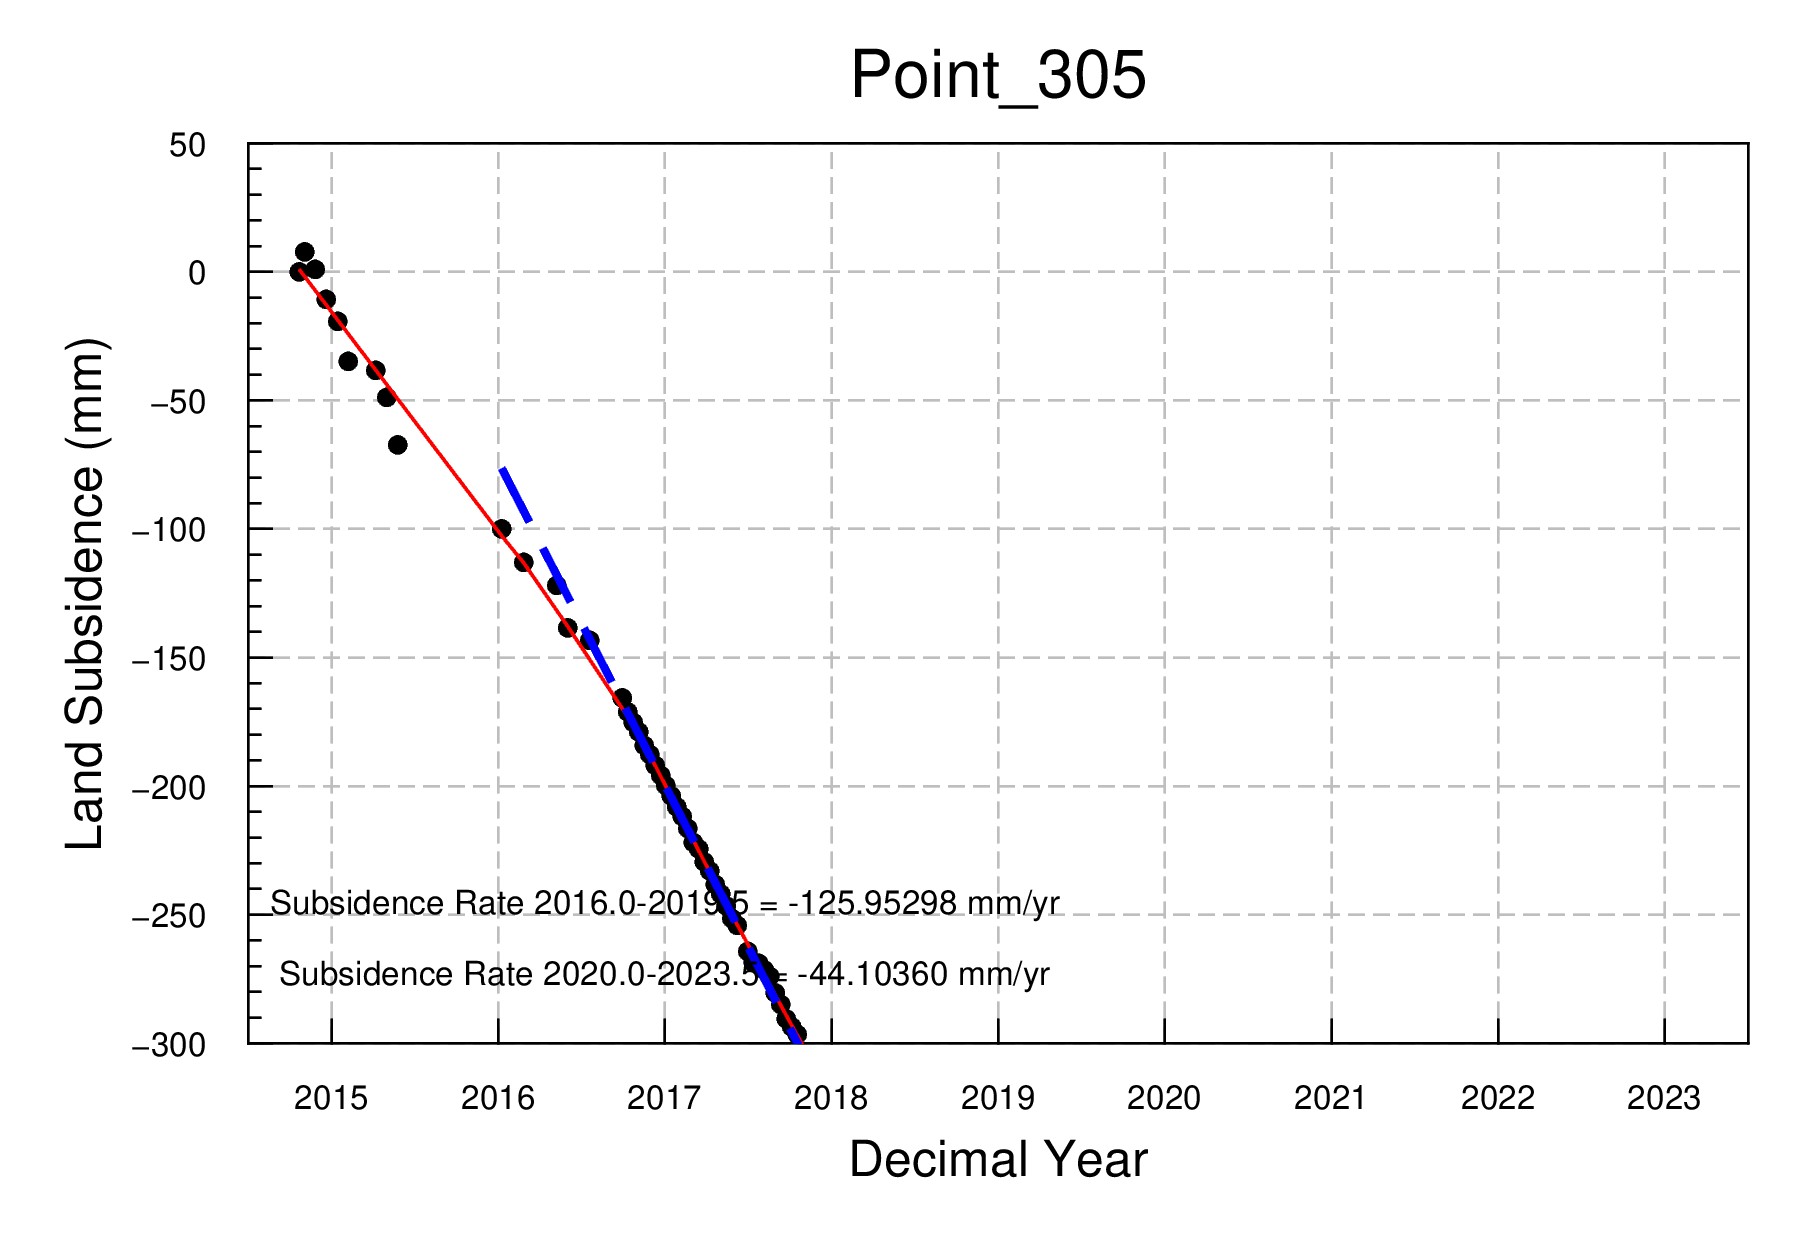 Point_305
50
0
−50
−100
−150
−200
−250
−300
Land Subsidence (mm)
Subsidence Rate 2016.0-2019.5 = -125.95298 mm/yr
Subsidence Rate 2020.0-2023.5 = -44.10360 mm/yr
2015 2016 2017 2018 2019 2020 2021 2022 2023
Decimal Year